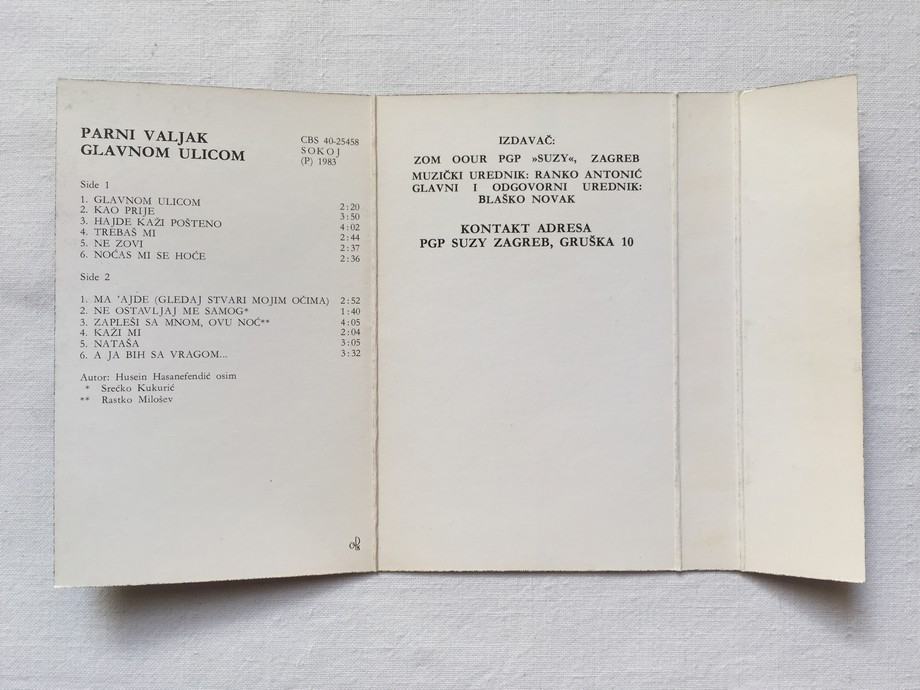 PARNI VALJAK
GLAVNOM ULICOM
CBS 40-25458
SOKOJ
(P) 1983
Side 1
1. GLAVNOM ULICOM 2:20
2. KAO PRIJE 3:50
3. HAJDE KAŽI POŠTENO 4:02
4. TREBAŠ MI 2:44
5. NE ZOVI 2:37
6. NOĆAS MI SE HOĆE 2:36
Side 2
1. MA 'AJDE (GLEDAJ STVARI MOJIM OČIMA) 2:52
2. NE OSTAVLJAJ ME SAMOG* 1:40
3. ZAPLEŠI SA MNOM, OVU NOĆ** 4:05
4. KAŽI MI 2:04
5. NATAŠA 3:05
6. A JA BIH SA VRAGOM... 3:32
Autor: Husein Hasanefendić osim
* Srećko Kukurić
** Rastko Milošev
IZDAVAČ:
ZOM OOUR PGP »SUZY«, ZAGREB
MUZIČKI UREDNIK: RANKO ANTONIĆ
GLAVNI I ODGOVORNI UREDNIK:
BLAŠKO NOVAK
KONTAKT ADRESA
PGP SUZY ZAGREB, GRUŠKA 10